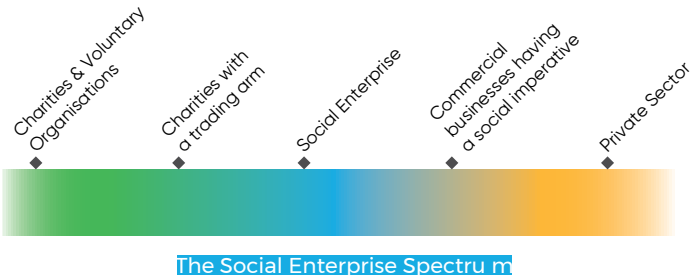 Charities & Voluntary
Organisations
Charities with
a trading arm
Social Enterprise
Commercial
businesses having
a social imperative
Private Sector
The Social Enterprise Spectru m